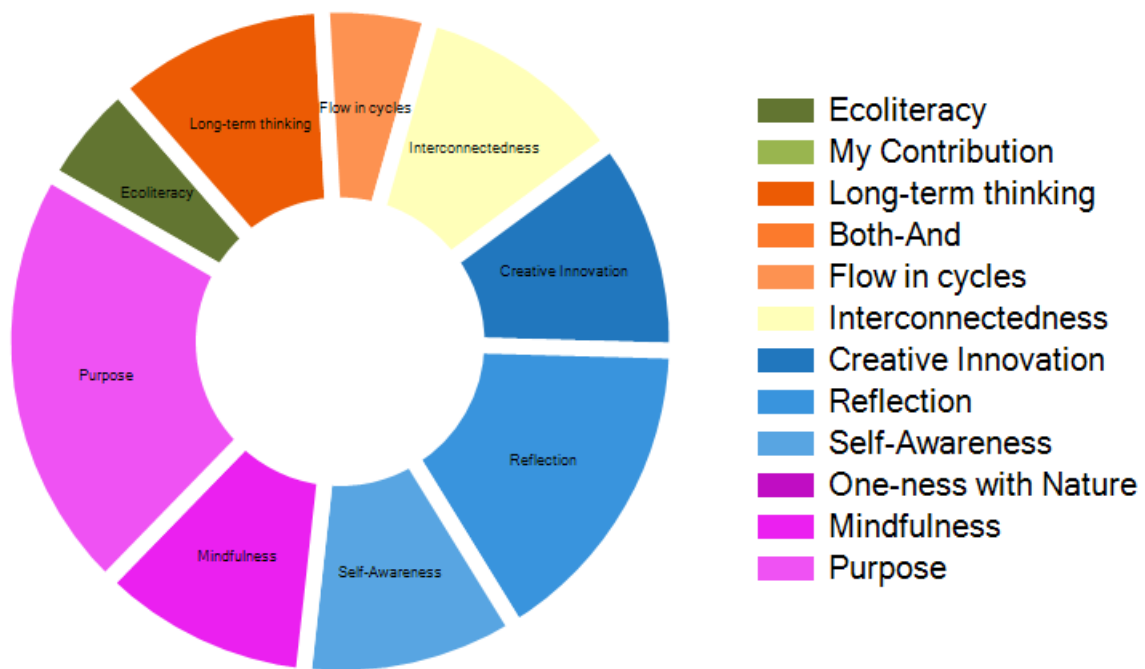 Flow in cycles
Long-term thinking
Interconnectedness
Ecoliteracy
Creative Innovation
Purpose
Reflection
Mindfulness
Self-Awareness
Ecoliteracy
My Contribution
Long-term thinking
Both-And
Flow in cycles
Interconnectedness
Creative Innovation
Reflection
Self-Awareness
One-ness with Nature
Mindfulness
Purpose